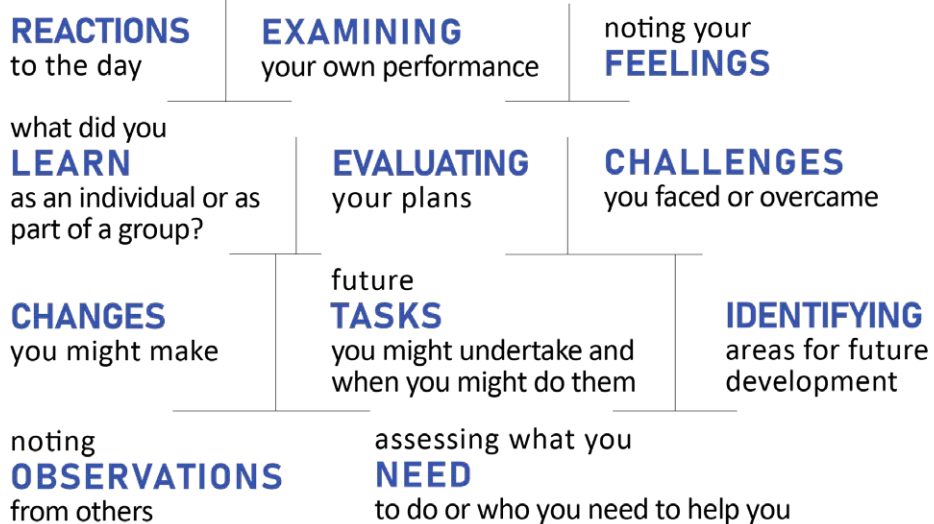 REACTIONS
to the day
EXAMINING
your own performance
noting your
FEELINGS
what did you
LEARN
as an individual or as
part of a group?
EVALUATING
your plans
CHALLENGES
you faced or overcame
CHANGES
you might make
future
TASKS
you might undertake and
when you might do them
IDENTIFYING
areas for future
development
noting
OBSERVATIONS
from others
assessing what you
NEED
to do or who you need to help you